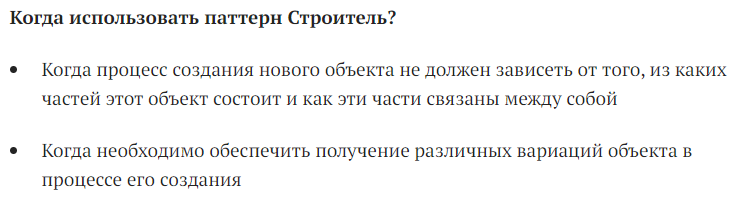 Когда использовать паттерн Строитель?
• Когда процесс создания нового объекта не должен зависеть от того, из каких
частей этот объект состоит и как эти части связаны между собой
• Когда необходимо обеспечить получение различных вариаций объекта в
процессе его создания